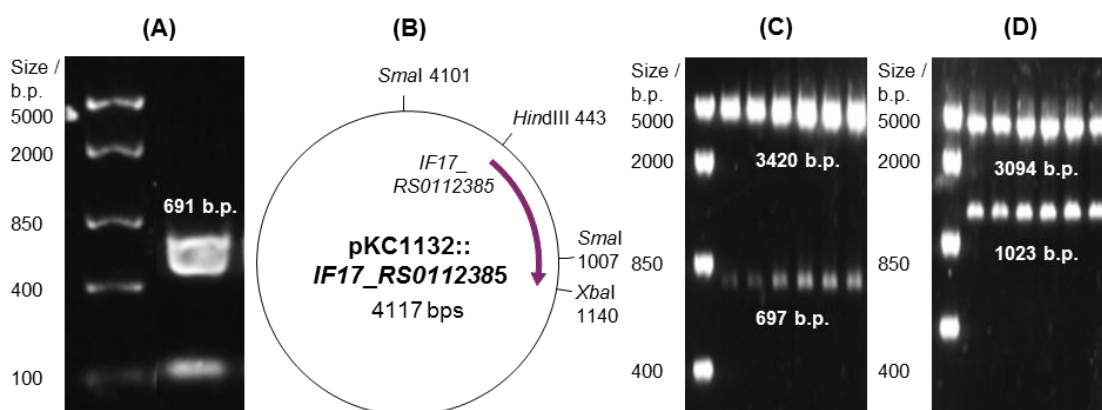 (A)
Size /
b.p.
5000
2000
850
400
100
691 b.p.
(B)
SmaI 4101
HindIII 443
IF17_
RS0112385
SmaI
1007
XbaI
1140
pKC1132::
IF17_RS0112385
4117 bps
(C)
Size /
b.p.
5000
2000
850
400
3420 b.p.
697 b.p.
(D)
Size /
b.p.
5000
2000
850
400
3094 b.p.
1023 b.p.